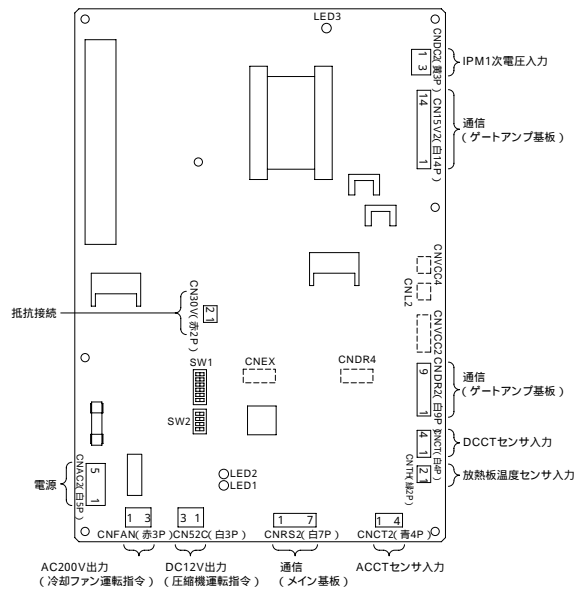 LED3
CNDC2(黄3P)
1 3
IPM1次電圧入力
CN15V2(白14P)
14
1
通信
(ゲートアンプ基板)
CNVCC4
CNL2
CN30V(赤2P)
2 1
抵抗接続
CNVCC2
SW1
CNEX
CNDR4
CNDR2(白9P)
9
1
通信
(ゲートアンプ基板)
SW2
CNCT(白4P)
4
1
DCCTセンサ入力
CNTH(緑2P)
2 1
放熱板温度センサ入力
LED2
LED1
電源
CNAC2(白5P)
5
1
1 3
3 1
1 7
1 4
CNFAN(赤3P)
CN52C(白3P)
CNRS2(白7P)
CNCT2(青4P)
AC200V出力
(冷却ファン運転指令)
DC12V出力
(圧縮機運転指令)
通信
(メイン基板)
ACCTセンサ入力